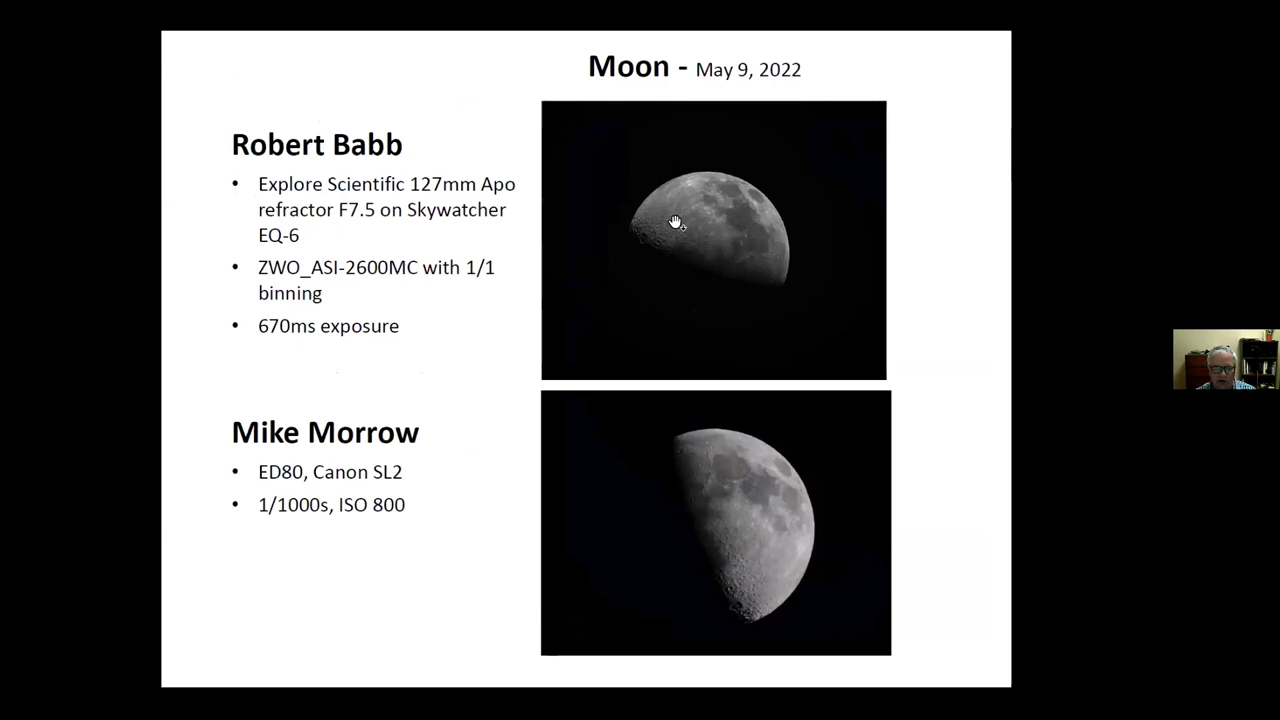 Moon - May 9, 2022
Robert Babb
• Explore Scientific 127mm Apo
refractor F7.5 on Skywatcher
EQ-6
• ZWO_ASI-2600MC with 1/1
binning
• 670ms exposure
Mike Morrow
• ED80, Canon SL2
• 1/1000s, ISO 800